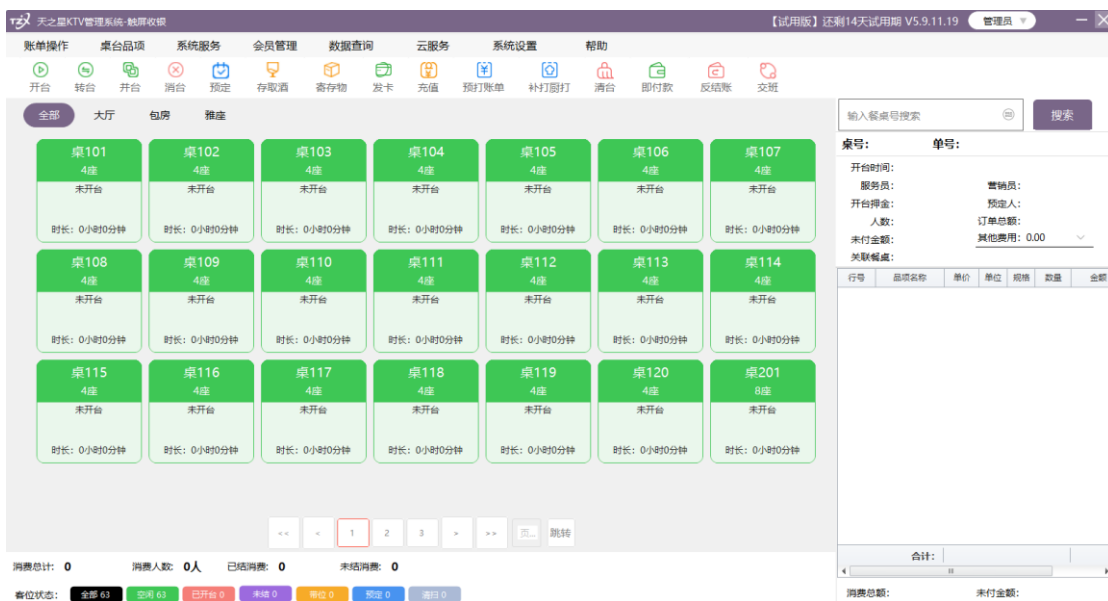 TZX 天之星KTV管理系统-触屏收银 【试用版】还剩14天试用期 V5.9.11.19 管理员
账单操作 桌台品项 系统服务 会员管理 数据查询 云服务 系统设置 帮助
开台 转台 并台 消台 预定 存取酒 寄存物 发卡 充值 预打账单 补打厨打 清台 即付款 反结账 交班
全部 大厅 包房 雅座
输入餐桌号搜索 搜索
桌号： 单号：
开台时间：
服务员： 营销员：
开台押金： 预定人：
人数： 订单总额：
未付金额： 其他费用： 0.00
关联餐桌：
行号 品项名称 单价 单位 规格 数量 金额
桌101 桌102 桌103 桌104 桌105 桌106 桌107
4座 4座 4座 4座 4座 4座 4座
未开台 未开台 未开台 未开台 未开台 未开台 未开台
时长：0小时0分钟 时长：0小时0分钟 时长：0小时0分钟 时长：0小时0分钟 时长：0小时0分钟 时长：0小时0分钟 时长：0小时0分钟
桌108 桌109 桌110 桌111 桌112 桌113 桌114
4座 4座 4座 4座 4座 4座 4座
未开台 未开台 未开台 未开台 未开台 未开台 未开台
时长：0小时0分钟 时长：0小时0分钟 时长：0小时0分钟 时长：0小时0分钟 时长：0小时0分钟 时长：0小时0分钟 时长：0小时0分钟
桌115 桌116 桌117 桌118 桌119 桌120 桌201
4座 4座 4座 4座 4座 4座 8座
未开台 未开台 未开台 未开台 未开台 未开台 未开台
时长：0小时0分钟 时长：0小时0分钟 时长：0小时0分钟 时长：0小时0分钟 时长：0小时0分钟 时长：0小时0分钟 时长：0小时0分钟
<< < 1 2 3 > >> 页... 跳转
合计：
消费总计： 0 消费人数： 0人 已结消费： 0 未结消费： 0
客位状态： 全部 63 空闲 63 已开台 0 未结 0 带位 0 预定 0 清扫 0
消费总额： 未付金额：